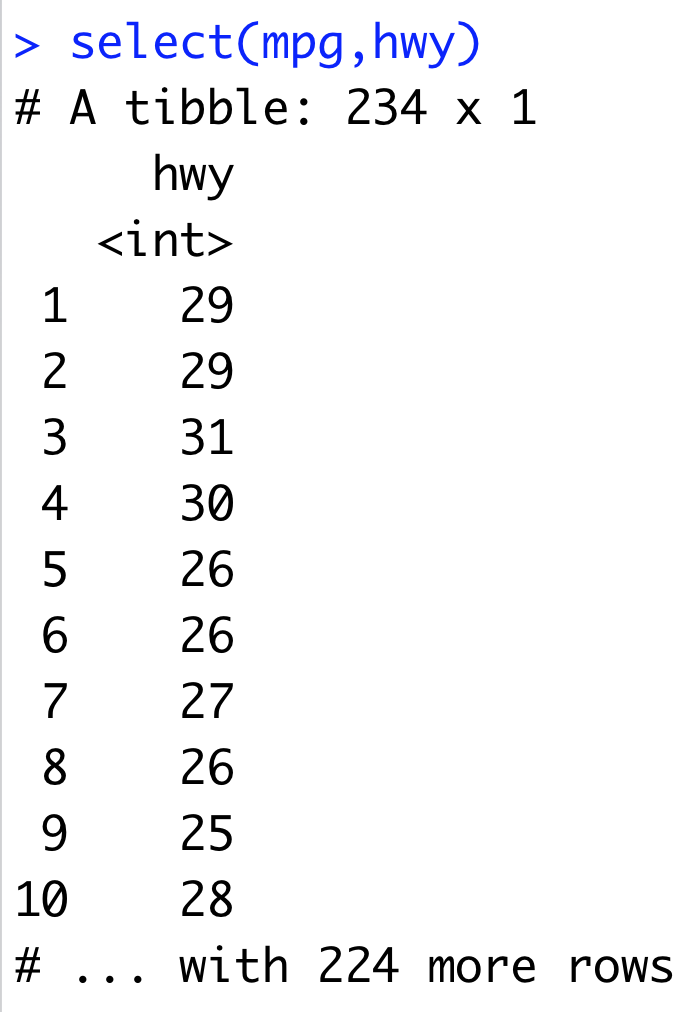 > select(mpg,hwy)
# A tibble: 234 x 1
hwy
<int>
1 29
2 29
3 31
4 30
5 26
6 26
7 27
8 26
9 25
10 28
# ... with 224 more rows